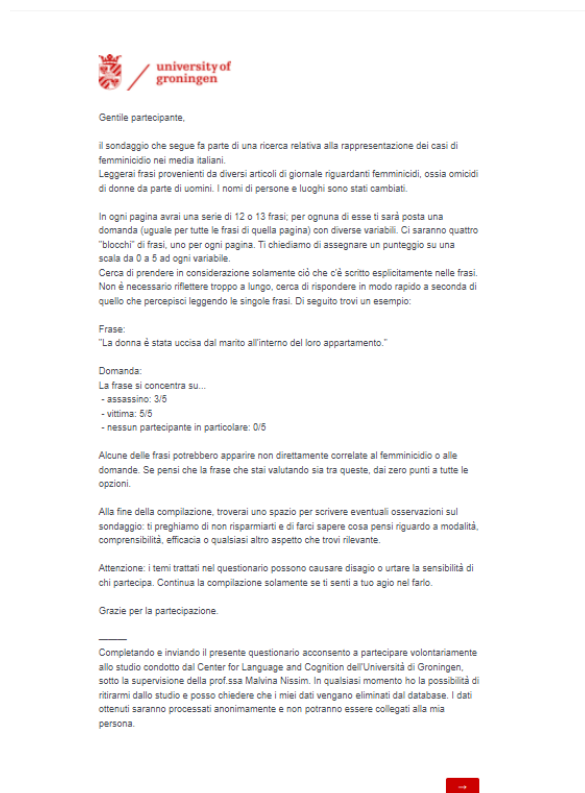 university of
groningen
Gentile partecipante,
il sondaggio che segue fa parte di una ricerca relativa alla rappresentazione dei casi di
femminicidio nei media italiani.
Leggerai frasi provenienti da diversi articoli di giornale riguardanti femminicidi, ossia omicidi
di donne da parte di uomini. I nomi di persone e luoghi sono stati cambiati.
In ogni pagina avrai una serie di 12 o 13 frasi; per ognuna di esse ti sará posta una
domanda (uguale per tutte le frasi di quella pagina) con diverse variabili. Ci saranno quattro
"blocchi" di frasi, uno per ogni pagina. Ti chiediamo di assegnare un punteggio su una
scala da 0 a 5 ad ogni variabile.
Cerca di prendere in considerazione solamente ció che c'è scritto esplicitamente nelle frasi.
Non é necessario riflettere troppo a lungo, cerca di rispondere in modo rapido a seconda di
quello che percepisci leggendo le singole frasi. Di seguito trovi un esempio:
Frase:
"La donna é stata uccisa dal marito all'interno del loro appartamento."
Domanda:
La frase si concentra su...
- assassino: 3/5
- vittima: 5/5
- nessun partecipante in particolare: 0/5
Alcune delle frasi potrebbero apparire non direttamente correlate al femminicidio o alle
domande. Se pensi che la frase che stai valutando sia tra queste, dai zero punti a tutte le
opzioni.
Alla fine della compilazione, troverai uno spazio per scrivere eventuali osservazioni sul
sondaggio: ti preghiamo di non risparmiarti e di farci sapere cosa pensi riguardo a modalitá,
comprensibilitá, efficacia o qualsiasi altro aspetto che trovi rilevante.
Attenzione: i temi trattati nel questionario possono causare disagio o urtare la sensibilitá di
chi partecipa. Continua la compilazione solamente se ti senti a tuo agio nel farlo.
Grazie per la partecipazione.
Completando e inviando il presente questionario acconsento a partecipare volontariamente
allo studio condotto dal Center for Language and Cognition dell'Universitá di Groningen,
sotto la supervisione della prof.ssa Malvina Nissim. In qualsiasi momento ho la possibilitá di
ritirarmi dallo studio e posso chiedere che i miei dati vengano eliminati dal database. I dati
ottenuti saranno processati anonimamente e non potranno essere collegati alla mia
persona.
→